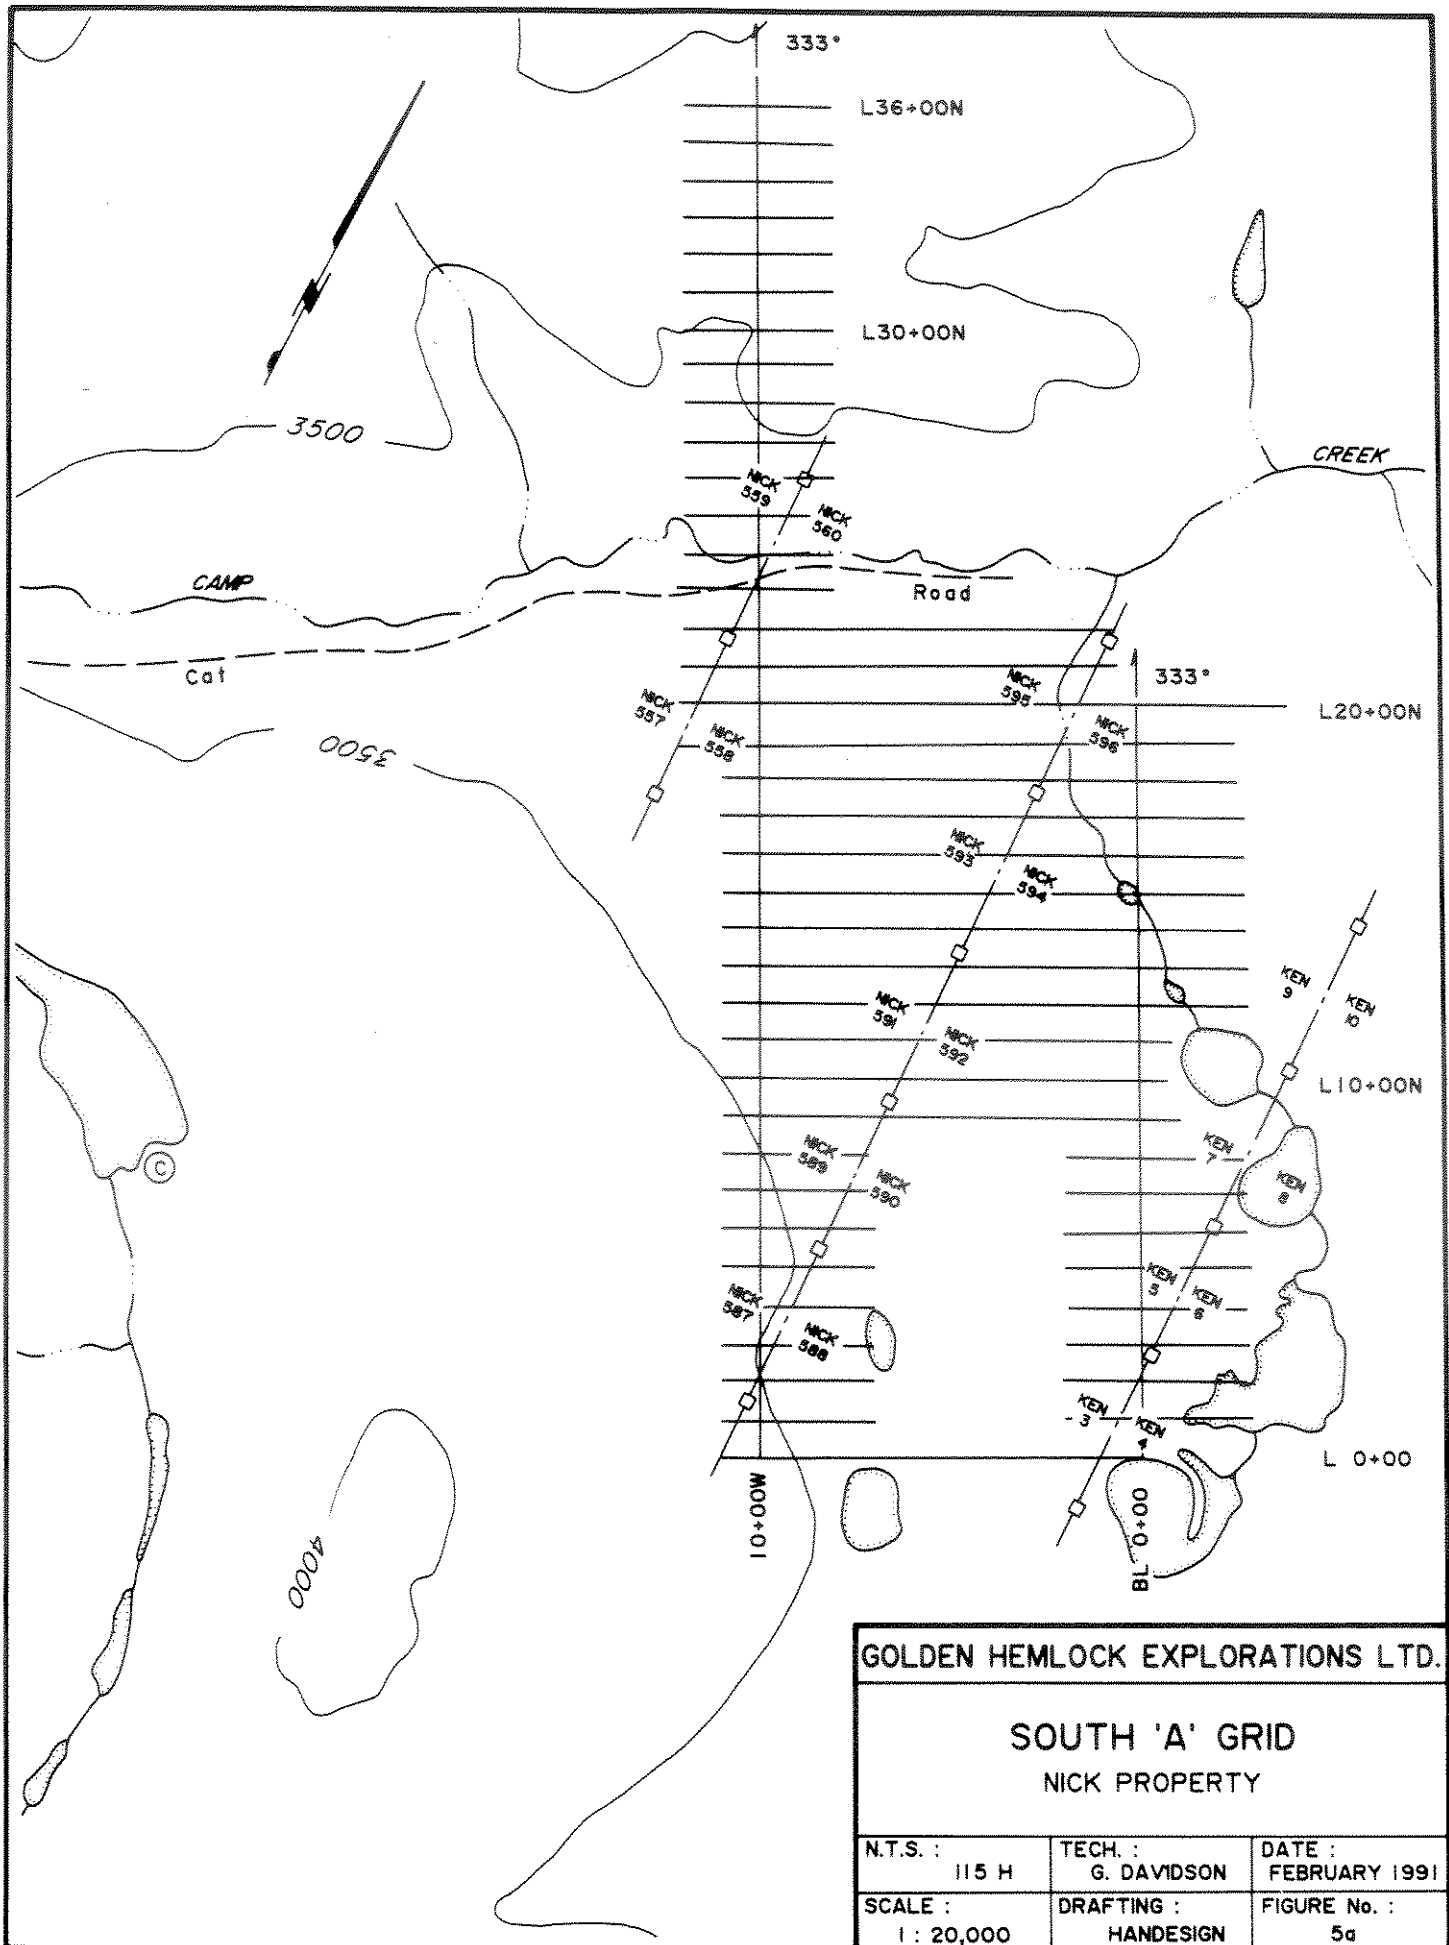 333°
L36+00N
L30+00N
3500
CREEK
NICK
559
NICK
560
CAMP
Road
Cat
333°
NICK
595
NICK
557
L20+00N
NICK
558
NICK
596
3500
NICK
593
NICK
594
KEN
9
KEN
10
NICK
591
NICK
592
L10+00N
KEN
7
NICK
589
C
NICK
590
KEN
8
KEN
5
KEN
6
NICK
587
NICK
588
KEN
3
KEN
4
L 0+00
10+00W
BL 0+00
4000
GOLDEN HEMLOCK EXPLORATIONS LTD.
SOUTH 'A' GRID
NICK PROPERTY
N.T.S. :
115 H
TECH. :
G. DAVIDSON
DATE :
FEBRUARY 1991
SCALE :
1 : 20,000
DRAFTING :
HANDESIGN
FIGURE No. :
5a